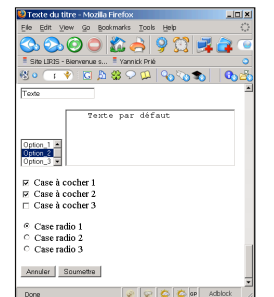 Texte du titre - Mozilla Firefox
File Edit View Go Bookmarks Tools Help
Site LIRIS - Bienvenue s... Yannick Prié
1
Texte
Texte par défaut
Option_1
Option_2
Option_3
Case à cocher 1
Case à cocher 2
Case à cocher 3
Case radio 1
Case radio 2
Case radio 3
Annuler Soumettre
Done Adblock